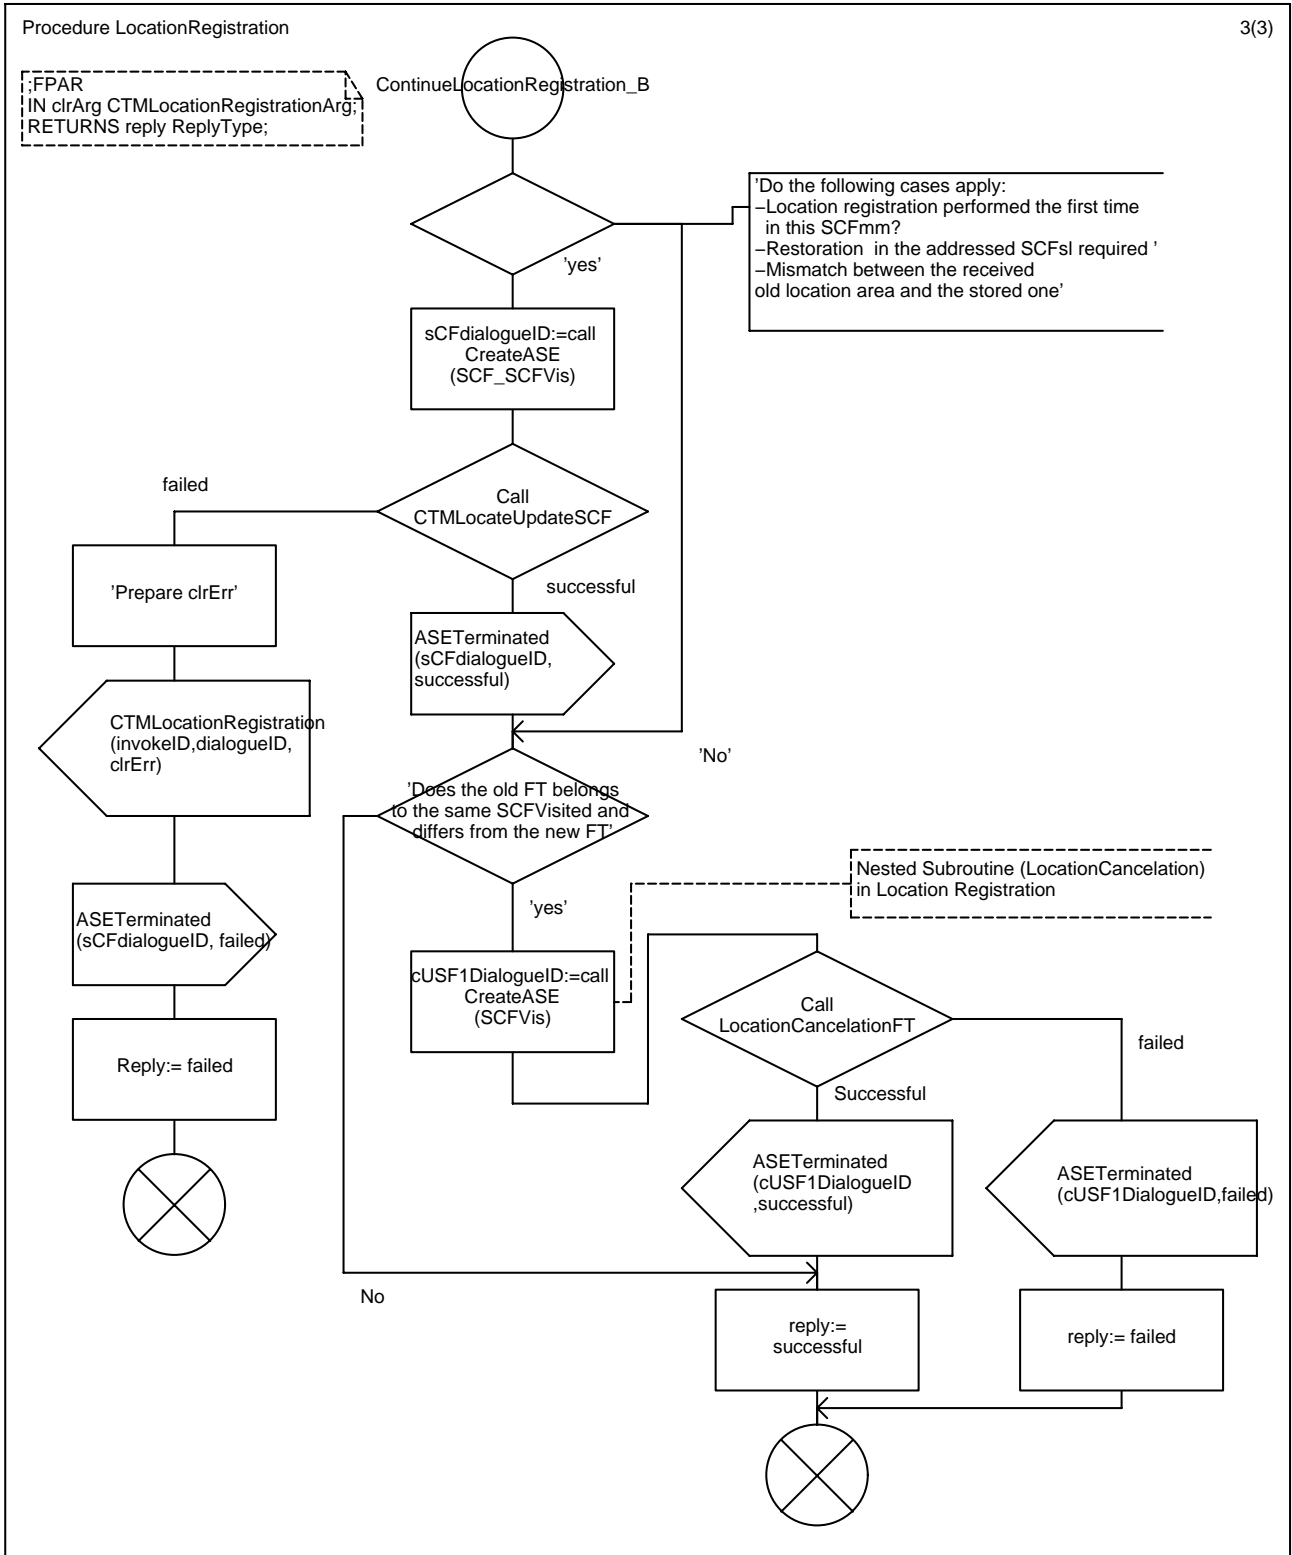 Procedure LocationRegistration
3(3)
;FPAR
IN clrArg CTMLocationRegistrationArg;
RETURNS reply ReplyType;
ContinueLocationRegistration_B
'Do the following cases apply:
–Location registration performed the first time
in this SCFmm?
–Restoration in the addressed SCFsl required '
–Mismatch between the received
old location area and the stored one'
'yes'
sCFdialogueID:=call
CreateASE
(SCF_SCFVis)
failed
Call
CTMLocateUpdateSCF
'Prepare clrErr'
successful
ASETerminated
(sCFdialogueID,
successful)
CTMLocationRegistration
(invokeID,dialogueID,
clrErr)
'No'
'Does the old FT belongs
to the same SCFVisited and
differs from the new FT'
Nested Subroutine (LocationCancelation)
in Location Registration
'yes'
ASETerminated
(sCFdialogueID, failed)
cUSF1DialogueID:=call
CreateASE
(SCFVis)
Call
LocationCancelationFT
failed
Reply:= failed
Successful
ASETerminated
(cUSF1DialogueID
,successful)
ASETerminated
(cUSF1DialogueID,failed)
No
reply:=
successful
reply:= failed